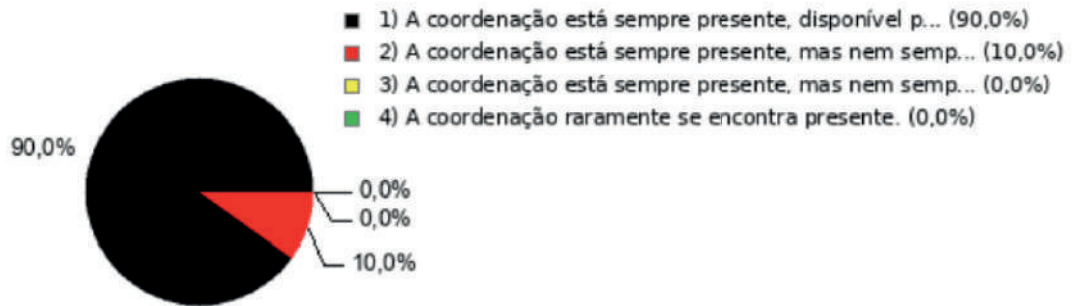 1) A coordenação está sempre presente, disponível p... (90,0%)
2) A coordenação está sempre presente, mas nem semp... (10,0%)
3) A coordenação está sempre presente, mas nem semp... (0,0%)
4) A coordenação raramente se encontra presente. (0,0%)
90,0%
0,0%
0,0%
10,0%